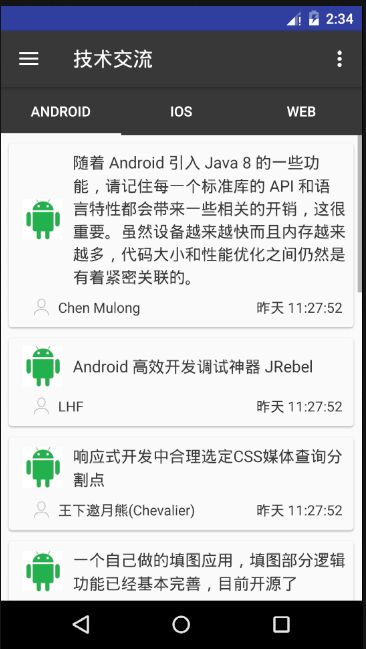 2:34
技术交流
ANDROID IOS WEB
随着 Android 引入 Java 8 的一些功
能，请记住每一个标准库的 API 和语
言特性都会带来一些相关的开销，这很
重要。虽然设备越来越快而且内存越来
越多，代码大小和性能优化之间仍然是
有着紧密关联的。
Chen Mulong 昨天 11:27:52
Android 高效开发调试神器 JRebel
LHF 昨天 11:27:52
响应式开发中合理选定CSS媒体查询分
割点
王下邀月熊(Chevalier) 昨天 11:27:52
一个自己做的填图应用，填图部分逻辑
功能已经基本完善，目前开源了